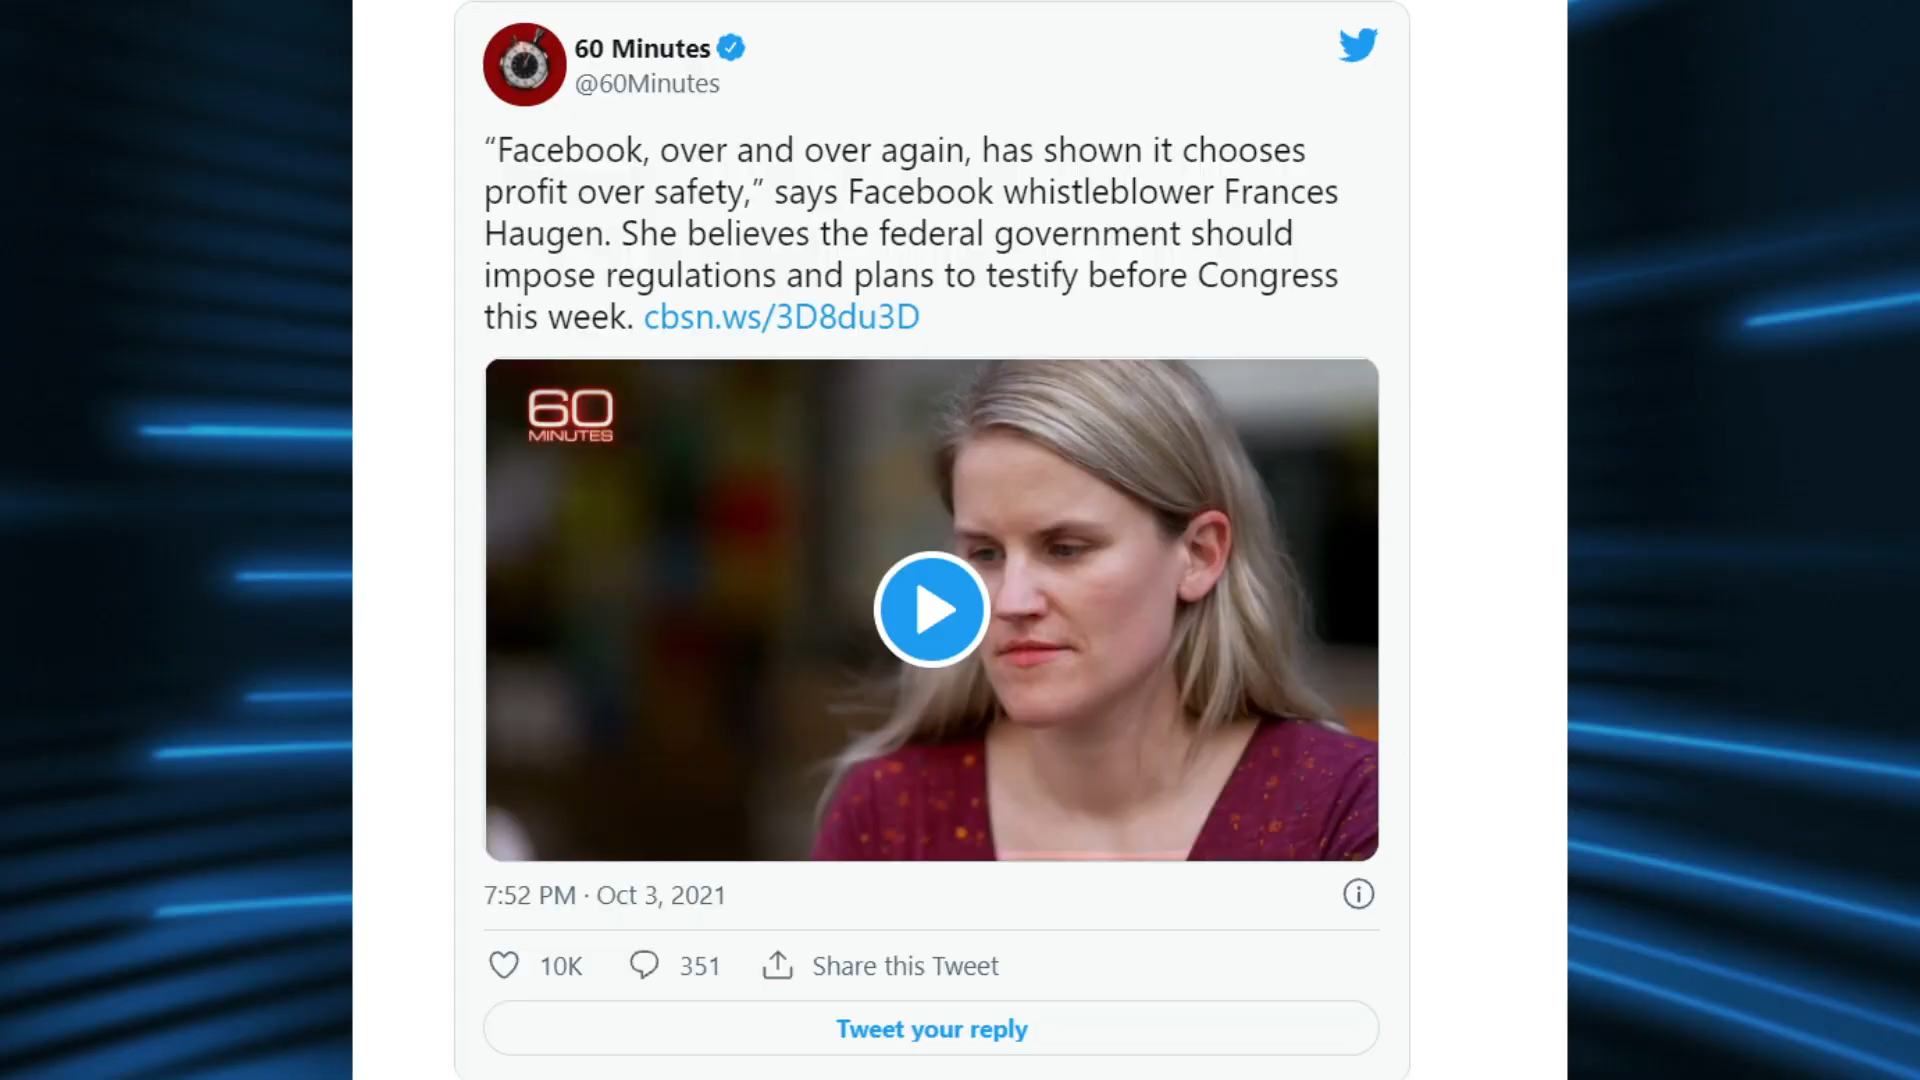 60 Minutes
@60Minutes
“Facebook, over and over again, has shown it chooses
profit over safety,” says Facebook whistleblower Frances
Haugen. She believes the federal government should
impose regulations and plans to testify before Congress
this week. cbsn.ws/3D8du3D
60
MINUTES
7:52 PM · Oct 3, 2021
10K 351 Share this Tweet
Tweet your reply